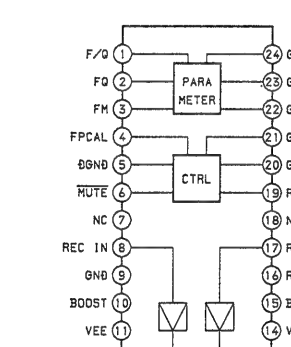 F/Q 1 24 G
FQ 2 PARA 23 G
FM 3 METER 22 G
FPCAL 4 21 G
DGND 5 20 G
MUTE 6 CTRL 19 F
NC 7 18 N
REC IN 8 17 R
GND 9 16 R
BOOST 10 15 B
VEE 11 14 V